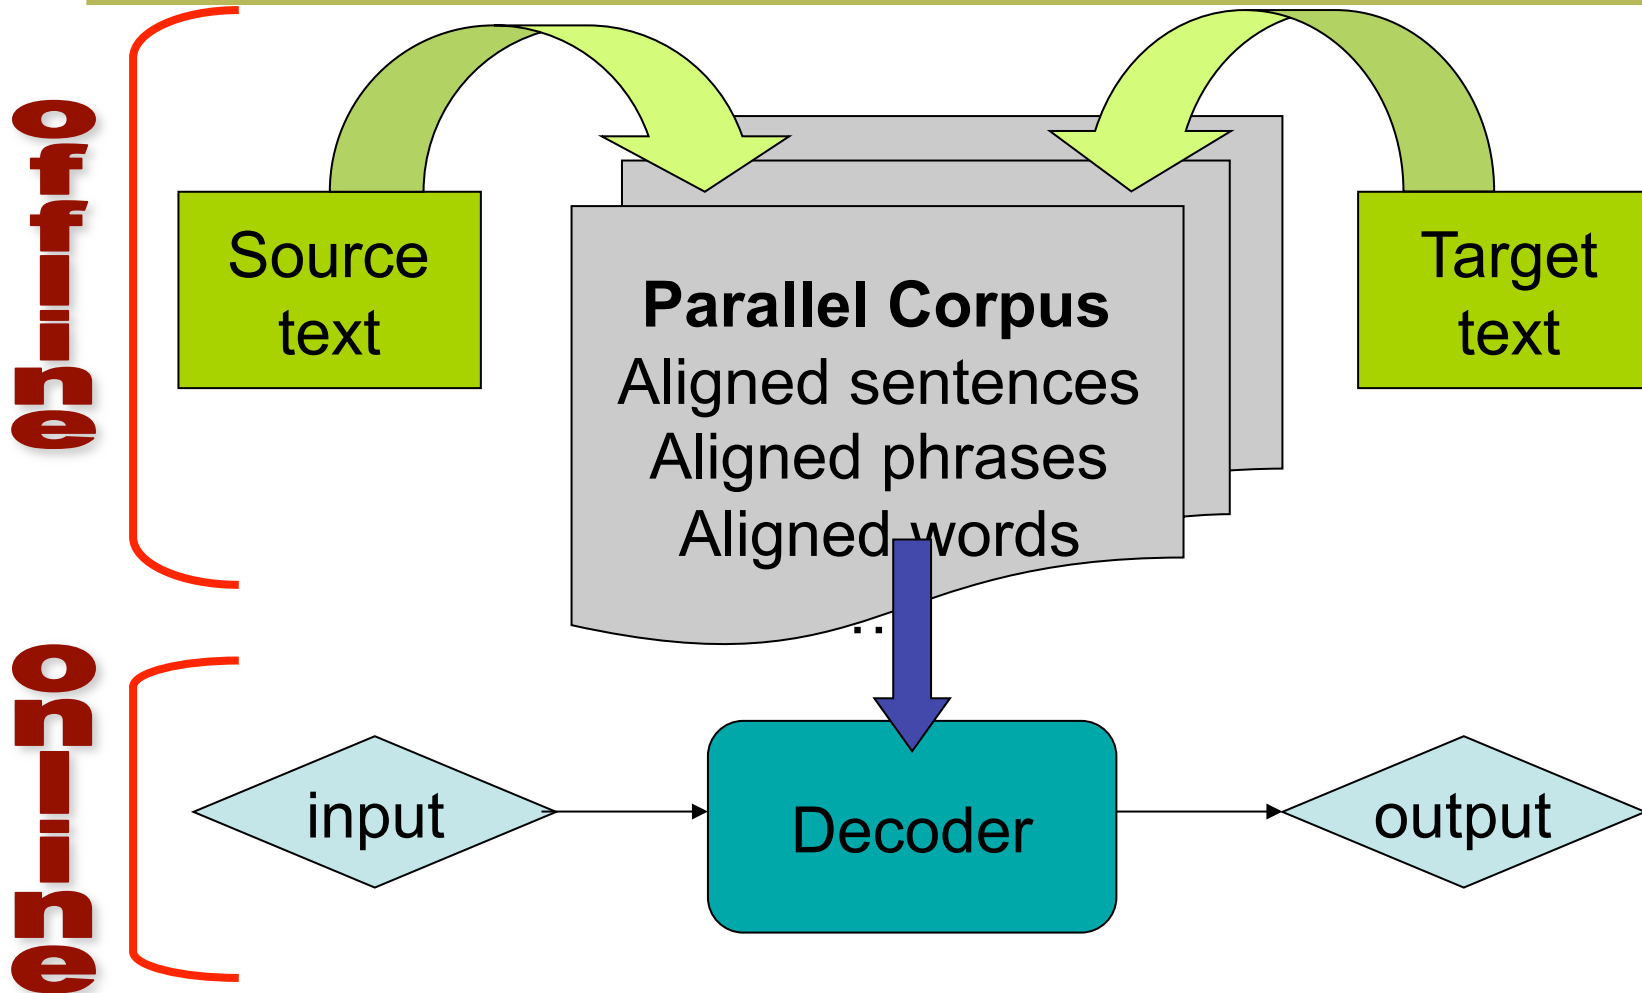 offline
Source
text
Parallel Corpus
Aligned sentences
Aligned phrases
Aligned words
..
Target
text
online
input
Decoder
output